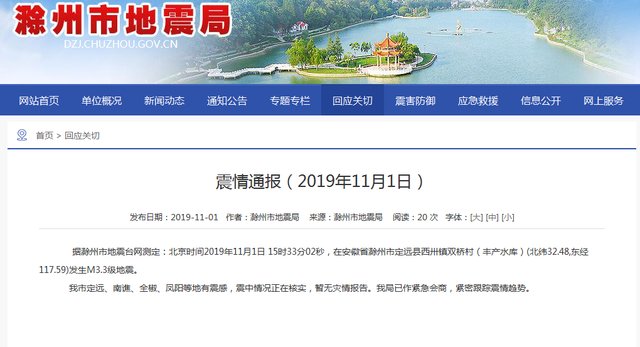 滁州市地震局
DZJ.CHUZHOU.GOV.CN
网站首页 单位概况 新闻动态 通知公告 专题专栏 回应关切 震害防御 应急救援 信息公开 网上服务
首页 > 回应关切
震情通报（2019年11月1日）
发布日期：2019-11-01 作者：滁州市地震局 来源：滁州市地震局 阅读：20 次 字体：[大] [中] [小]
据滁州市地震台网测定：北京时间2019年11月1日 15时33分02秒，在安徽省滁州市定远县西卅镇双桥村（丰产水库）(北纬32.48,东经
117.59)发生M3.3级地震。
我市定远、南谯、全椒、凤阳等地有震感，震中情况正在核实，暂无灾情报告。我局已作紧急会商，紧密跟踪震情趋势。